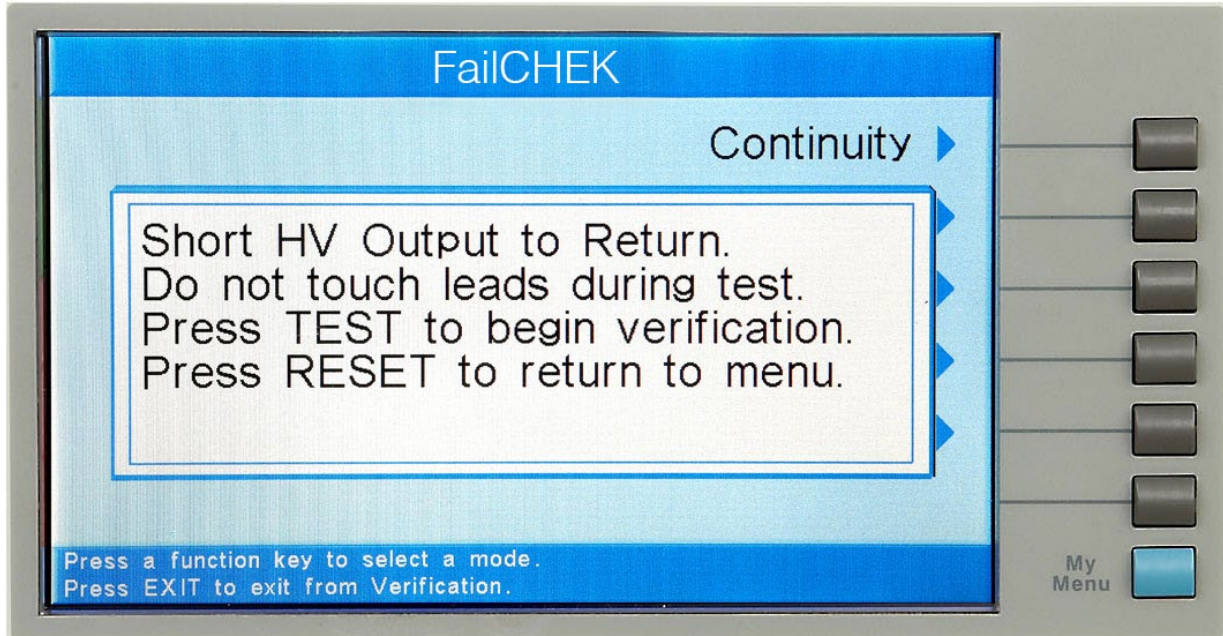 FailCHEK
Continuity
Short HV Output to Return.
Do not touch leads during test.
Press TEST to begin verification.
Press RESET to return to menu.
Press a function key to select a mode.
Press EXIT to exit from Verification.
My
Menu